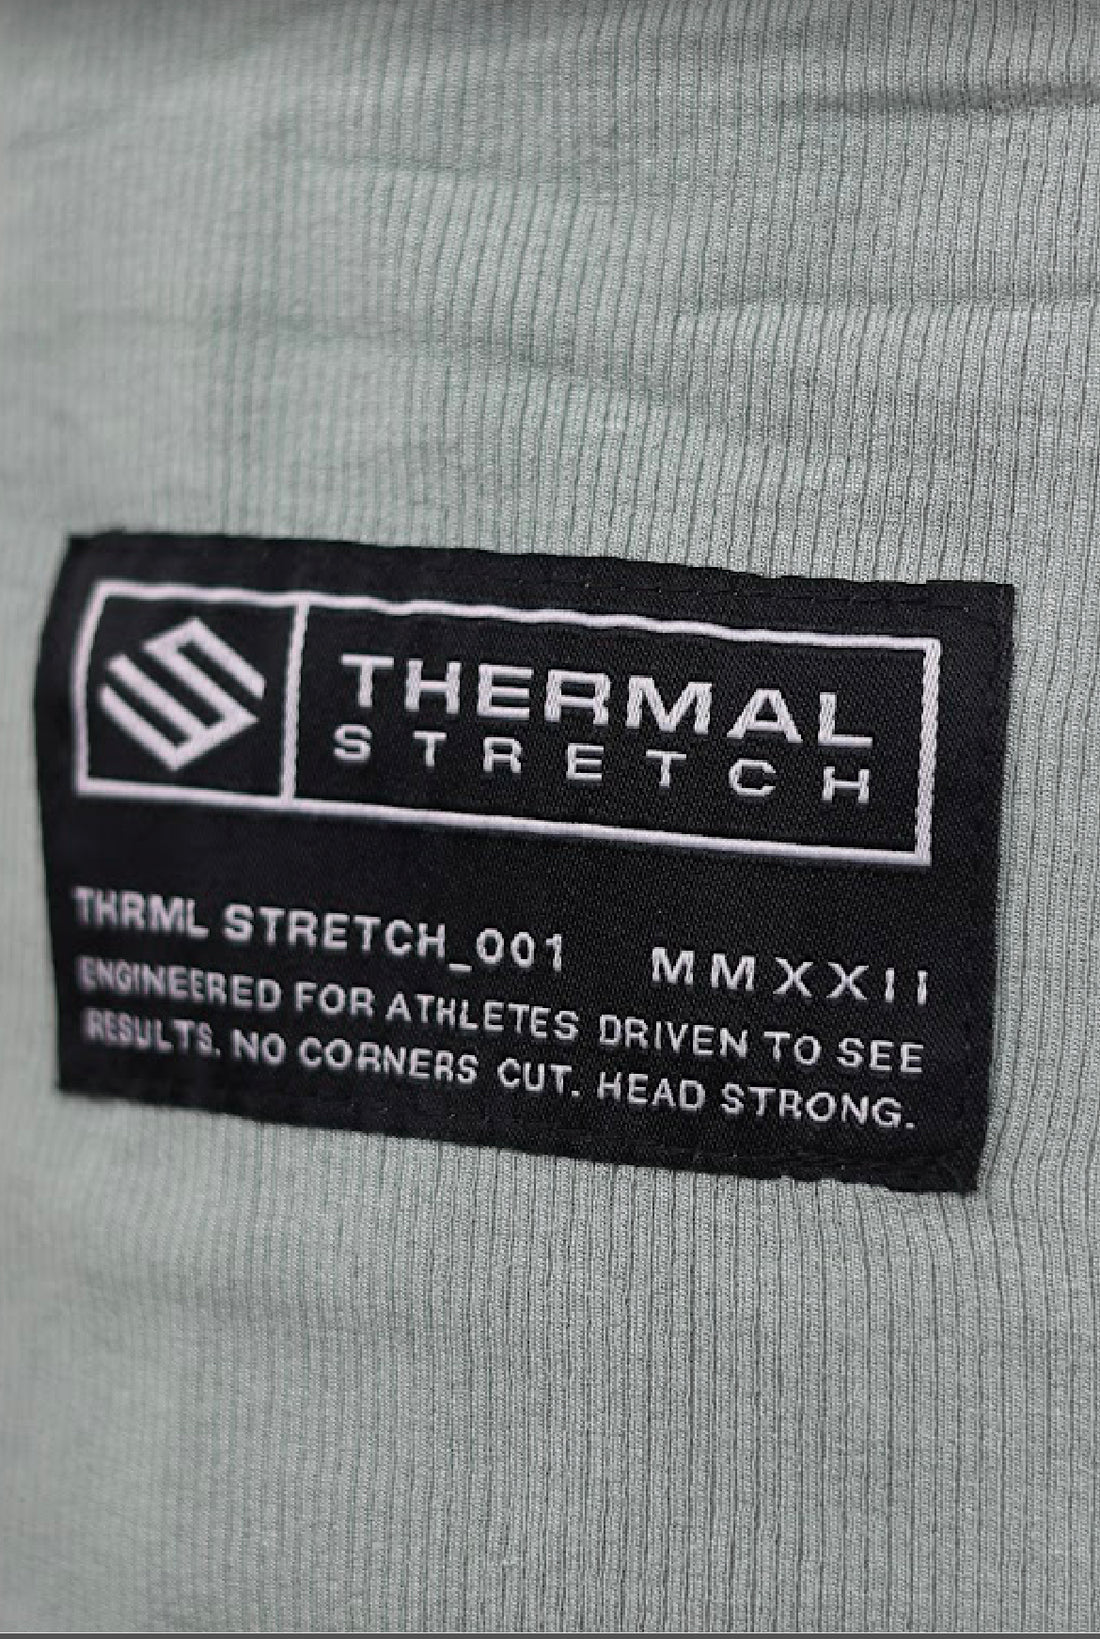 THERMAL
STRETCH
THRML STRETCH_001 MMXXII
ENGINEERED FOR ATHLETES DRIVEN TO SEE
RESULTS. NO CORNERS CUT. HEAD STRONG.